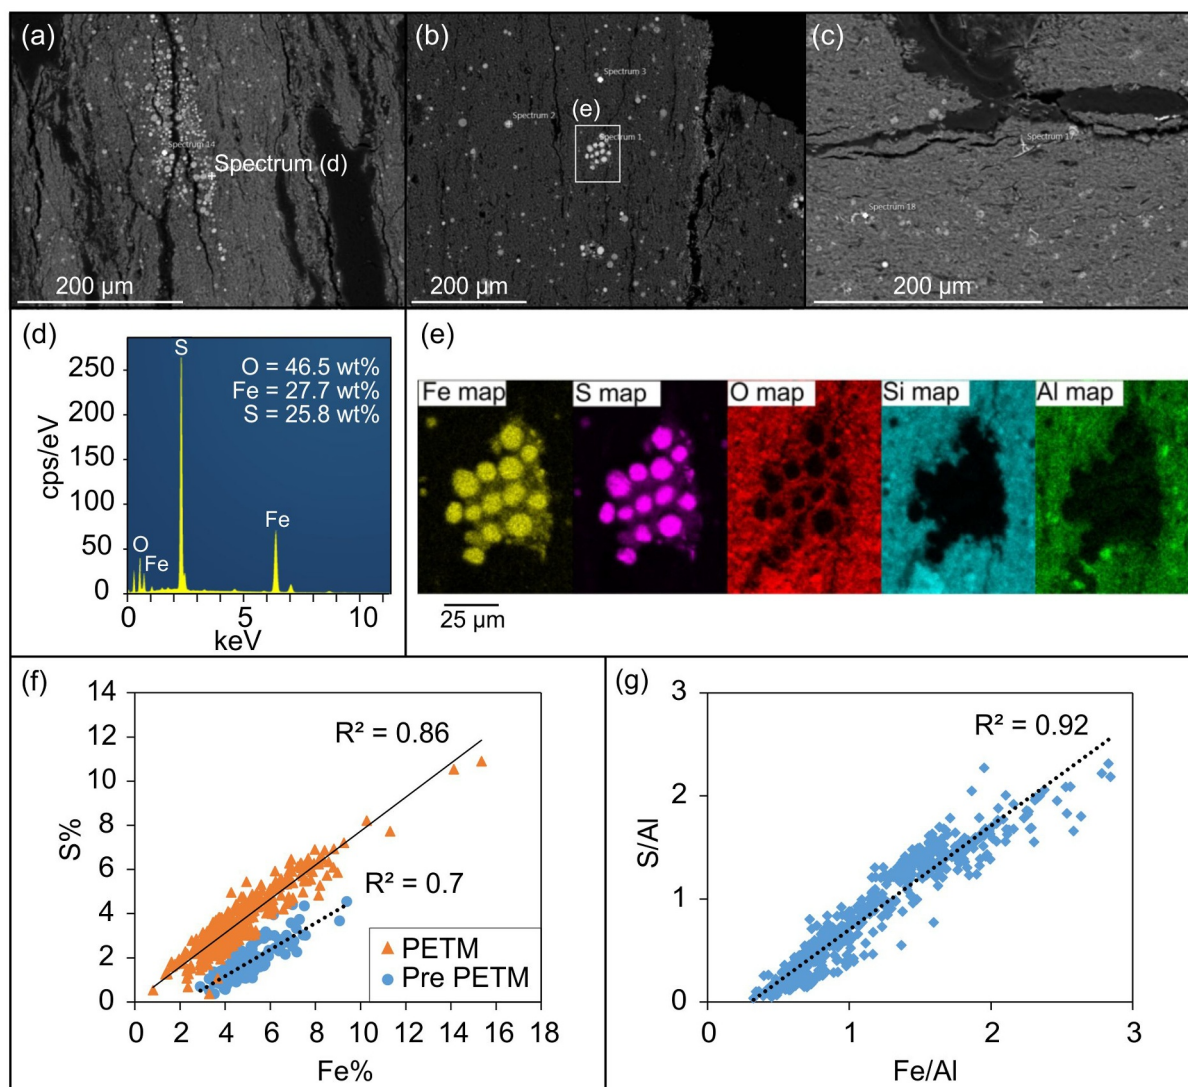 (a)
Spectrum 14
Spectrum (d)
200 µm
(b)
Spectrum 3
(e)
Spectrum 2
Spectrum 1
200 µm
(c)
Spectrum 17
Spectrum 18
200 µm
(d)
S
O = 46.5 wt%
Fe = 27.7 wt%
S = 25.8 wt%
250
200
150
100
50
0
cps/eV
O
Fe
Fe
0
5
10
keV
(e)
Fe map
S map
O map
Si map
Al map
25 µm
(f)
14
12
10
8
6
4
2
0
S%
R² = 0.86
R² = 0.7
PETM
Pre PETM
0 2 4 6 8 10 12 14 16 18
Fe%
(g)
3
2
1
0
S/Al
R² = 0.92
0 1 2 3
Fe/Al